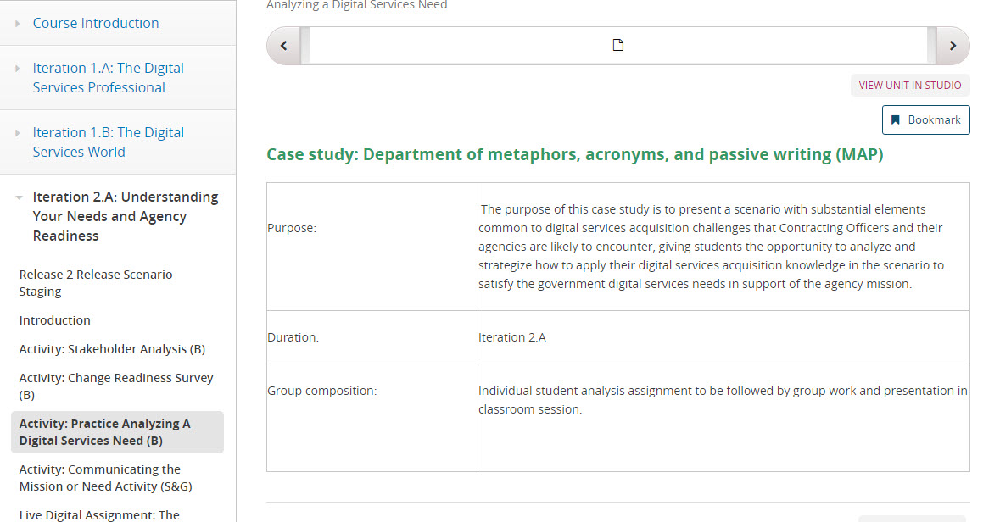 Course Introduction
Iteration 1.A: The Digital
Services Professional
Iteration 1.B: The Digital
Services World
Iteration 2.A: Understanding
Your Needs and Agency
Readiness
Release 2 Release Scenario
Staging
Introduction
Activity: Stakeholder Analysis (B)
Activity: Change Readiness Survey
(B)
Activity: Practice Analyzing A
Digital Services Need (B)
Activity: Communicating the
Mission or Need Activity (S&G)
Live Digital Assignment: The
Analyzing a Digital Services Need
VIEW UNIT IN STUDIO
Bookmark
Case study: Department of metaphors, acronyms, and passive writing (MAP)
Purpose:
The purpose of this case study is to present a scenario with substantial elements
common to digital services acquisition challenges that Contracting Officers and their
agencies are likely to encounter, giving students the opportunity to analyze and
strategize how to apply their digital services acquisition knowledge in the scenario to
satisfy the government digital services needs in support of the agency mission.
Duration:
Iteration 2.A
Group composition:
Individual student analysis assignment to be followed by group work and presentation in
classroom session.